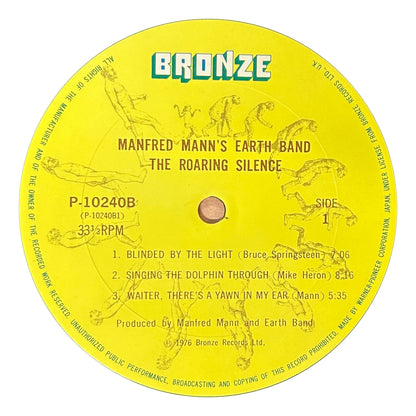 BRONZE
MANFRED MANN'S EARTH BAND
THE ROARING SILENCE
P-10240B
(P-10240B1)
33⅓RPM
SIDE
1
1. BLINDED BY THE LIGHT (Bruce Springsteen) 7:06
2. SINGING THE DOLPHIN THROUGH (Mike Heron) 8:16
3. WAITER, THERE'S A YAWN IN MY EAR (Mann) 5:35
Produced by Manfred Mann and Earth Band
Ⓟ 1976 Bronze Records Ltd.
ALL RIGHTS OF THE MANUFACTURER AND OF THE OWNER OF THE RECORDED WORK RESERVED. UNAUTHORIZED PUBLIC PERFORMANCE, BROADCASTING AND COPYING OF THIS RECORD PROHIBITED. MADE BY WARNER-PIONEER CORPORATION, JAPAN, UNDER LICENSE FROM BRONZE RECORDS LTD., U.K.